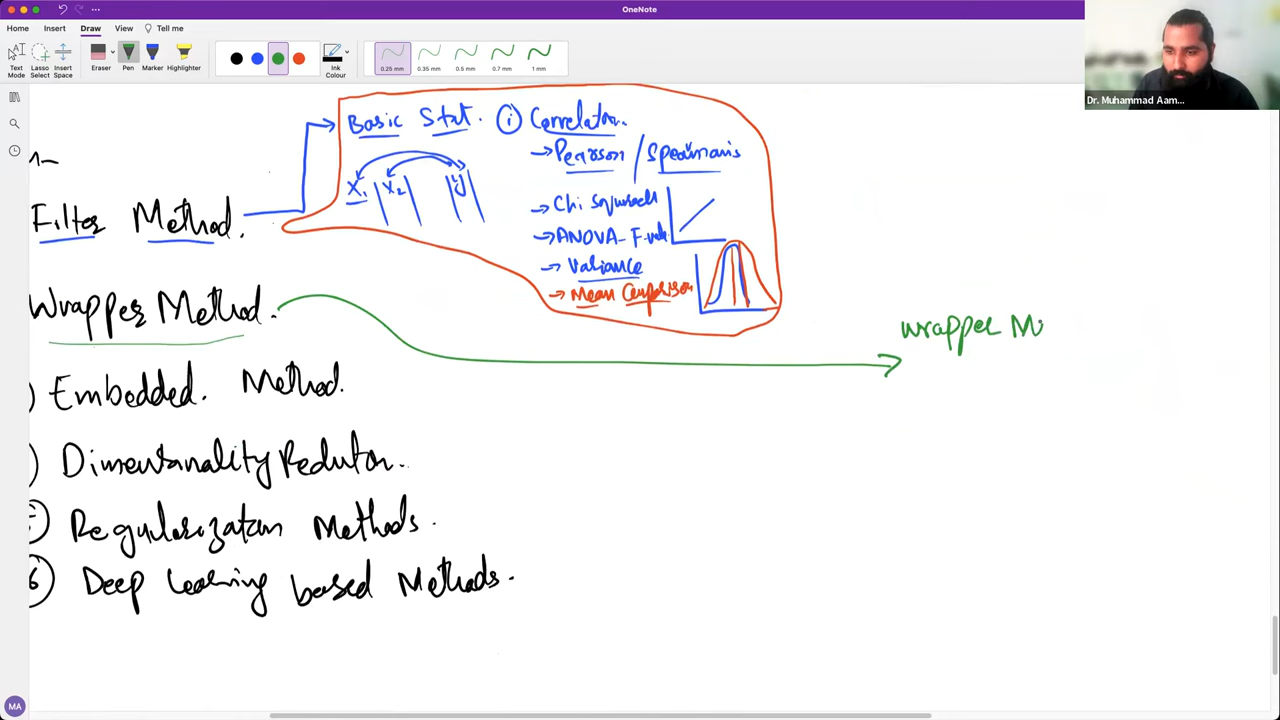 OneNote
Home Insert Draw View Tell me
Text Mode Lasso Select Insert Space Eraser Pen Marker Highlighter Ink Colour 0.25 mm 0.35 mm 0.5 mm 0.7 mm 1 mm
Dr. Muhammad Aam...
Basic Stat. (i) Correlation.
→ Pearson / Spearman's
X1 X2 y
→ Chi Squared
→ ANOVA - F.
→ Variance
→ Mean Comparison
Filter Method.
Wrapper Method.
wrapper M
) Embedded. Method.
) Dimentanality Redution.
5) Regularization Methods.
6) Deep learning based Methods.
MA